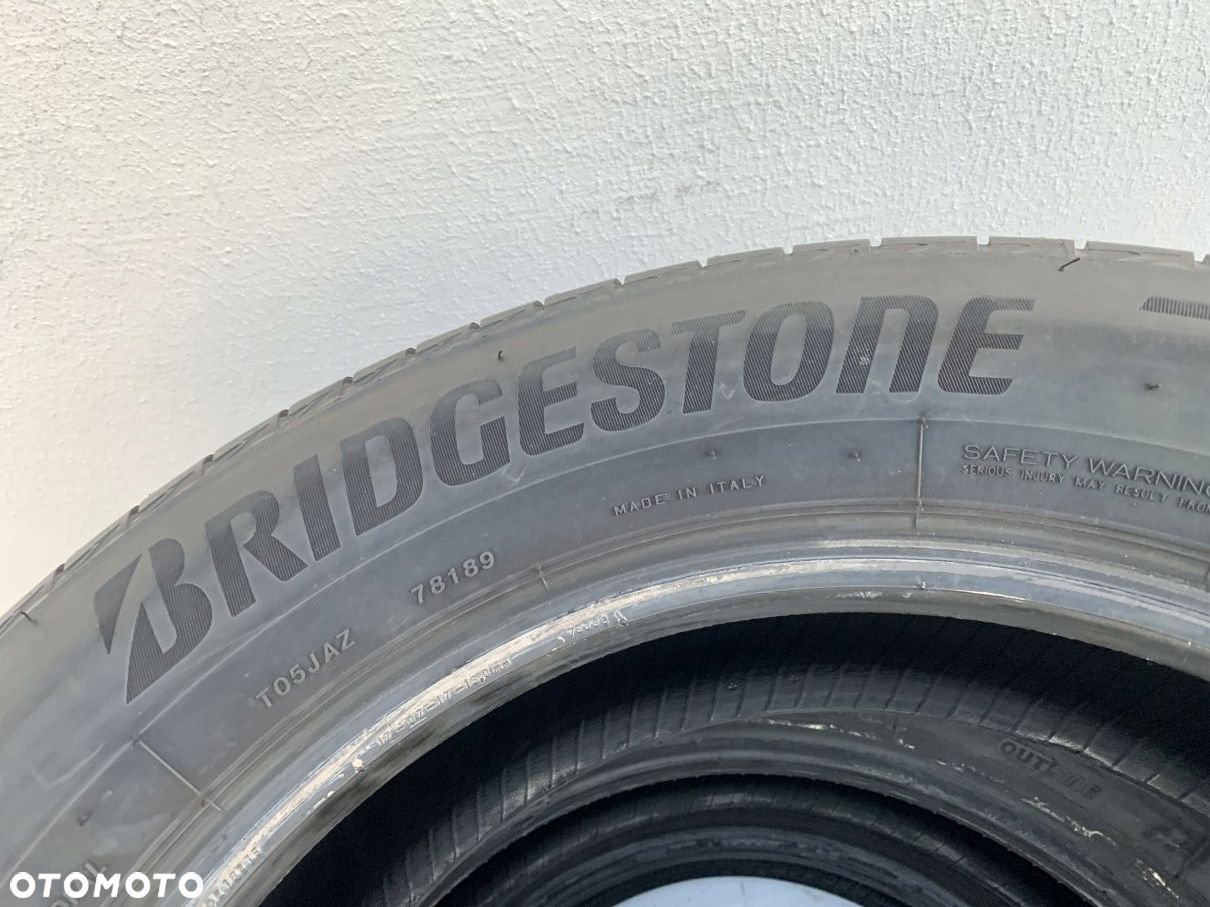 BRIDGESTONE
MADE IN ITALY
SAFETY WARNING
SERIOUS INJURY MAY RESULT FROM
78189
T05JAZ
OUTSIDE
OTOMOTO